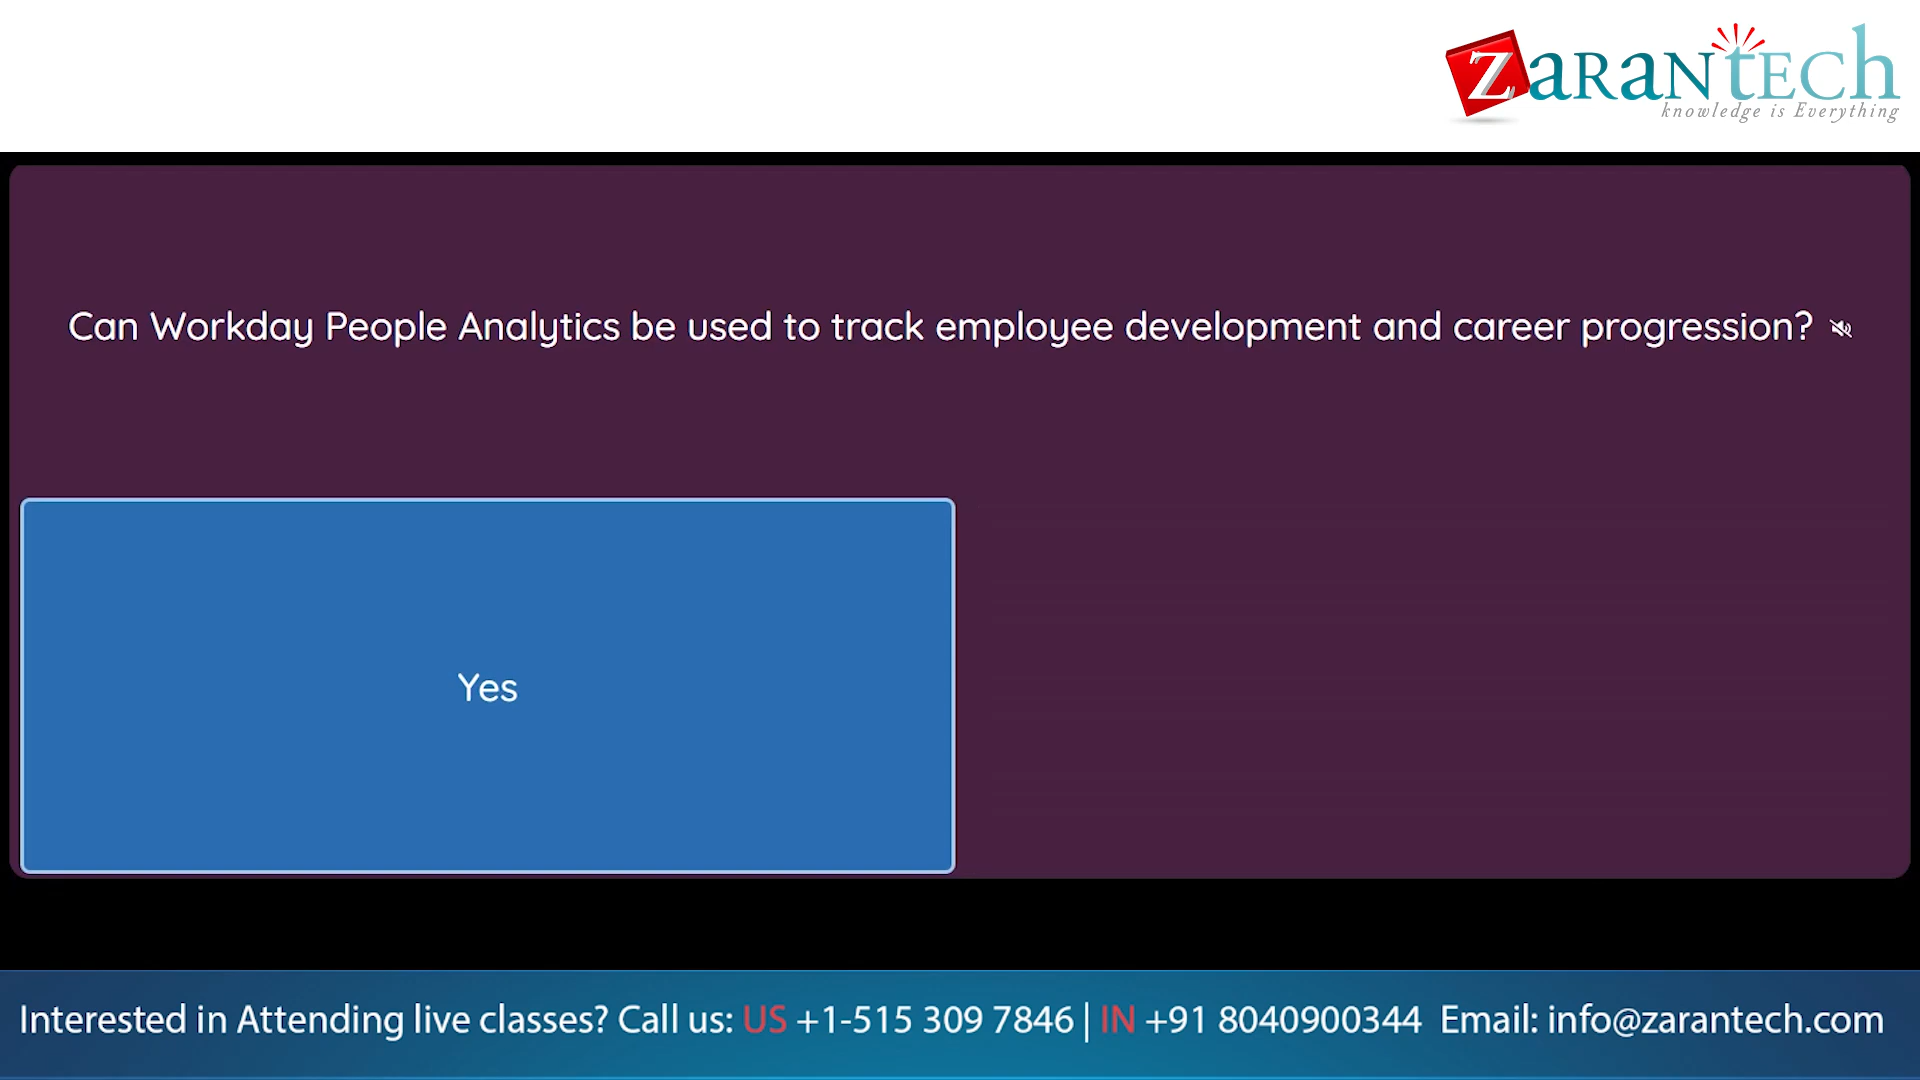 ZaranTech
knowledge is Everything
Can Workday People Analytics be used to track employee development and career progression?
Yes
Interested in Attending live classes? Call us: US +1-515 309 7846 | IN +91 8040900344 Email: info@zarantech.com